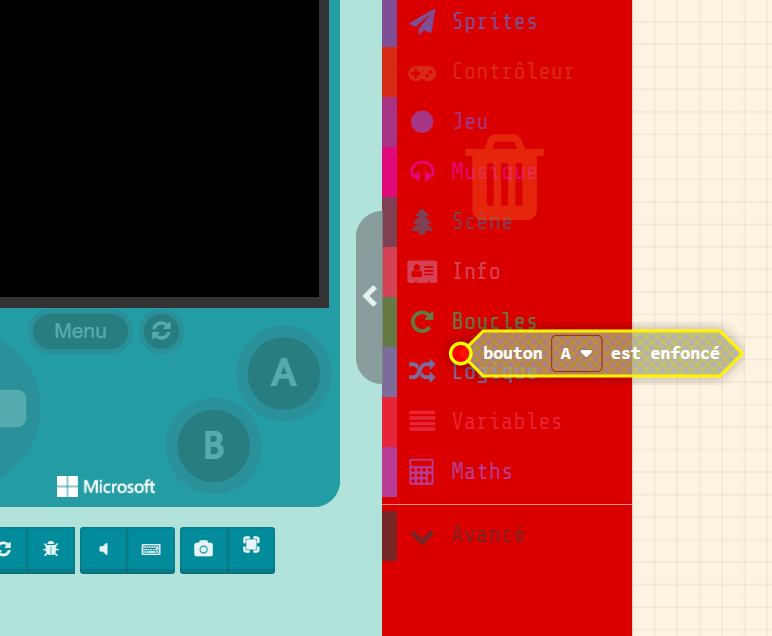 Sprites
Contrôleur
Jeu
Musique
Scène
Info
Boucles
bouton A est enfoncé
Logique
Variables
Maths
Avancé
Menu
A
B
Microsoft